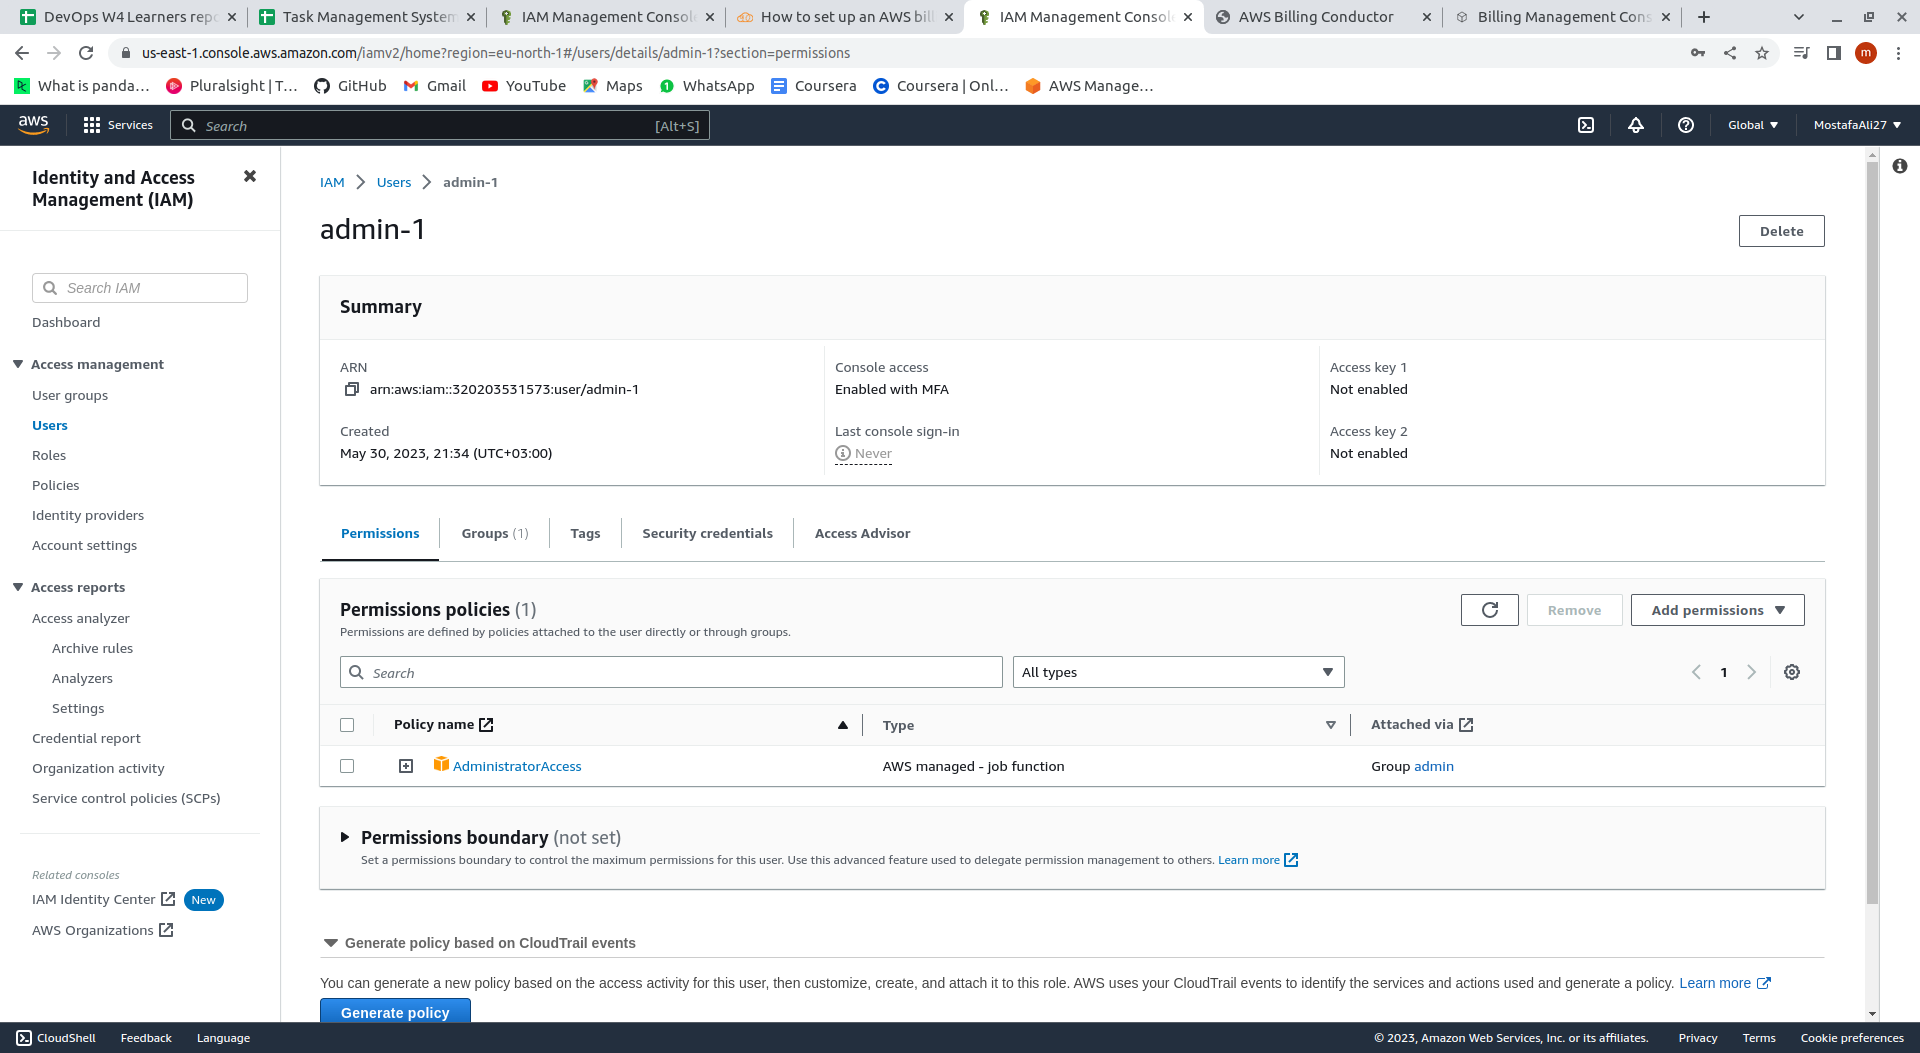 DevOps W4 Learners repo
Task Management System
IAM Management Console
How to set up an AWS bill
IAM Management Console
AWS Billing Conductor
Billing Management Cons
us-east-1.console.aws.amazon.com/iamv2/home?region=eu-north-1#/users/details/admin-1?section=permissions
m
What is panda…
Pluralsight | T…
GitHub
Gmail
YouTube
Maps
WhatsApp
Coursera
Coursera | Onl…
AWS Manage…
aws
Services
Search
[Alt+S]
Global
MostafaAli27
Identity and Access
Management (IAM)
Search IAM
Dashboard
Access management
User groups
Users
Roles
Policies
Identity providers
Account settings
Access reports
Access analyzer
Archive rules
Analyzers
Settings
Credential report
Organization activity
Service control policies (SCPs)
Related consoles
IAM Identity Center
New
AWS Organizations
IAM
Users
admin-1
admin-1
Delete
Summary
ARN
arn:aws:iam::320203531573:user/admin-1
Created
May 30, 2023, 21:34 (UTC+03:00)
Console access
Enabled with MFA
Last console sign-in
Never
Access key 1
Not enabled
Access key 2
Not enabled
Permissions
Groups (1)
Tags
Security credentials
Access Advisor
Permissions policies (1)
Permissions are defined by policies attached to the user directly or through groups.
Remove
Add permissions
Search
All types
1
Policy name
Type
Attached via
AdministratorAccess
AWS managed - job function
Group admin
Permissions boundary (not set)
Set a permissions boundary to control the maximum permissions for this user. Use this advanced feature used to delegate permission management to others. Learn more
Generate policy based on CloudTrail events
You can generate a new policy based on the access activity for this user, then customize, create, and attach it to this role. AWS uses your CloudTrail events to identify the services and actions used and generate a policy. Learn more
Generate policy
CloudShell
Feedback
Language
© 2023, Amazon Web Services, Inc. or its affiliates.
Privacy
Terms
Cookie preferences